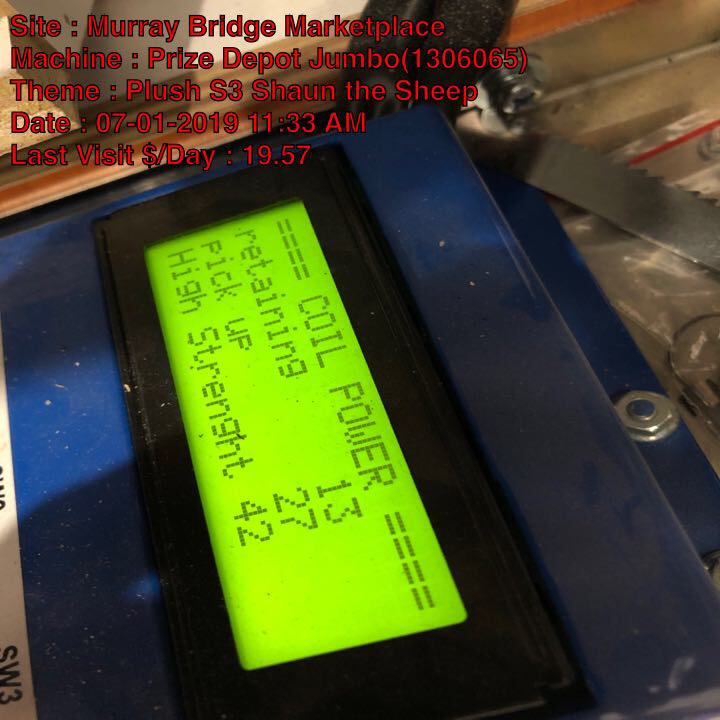 Site : Murray Bridge Marketplace
Machine : Prize Depot Jumbo(1306065)
Theme : Plush S3 Shaun the Sheep
Date : 07-01-2019 11:33 AM
Last Visit $/Day : 19.57
==== COIL POWER ====
retaining 13
Pick up 27
High Strenght 42
SW3